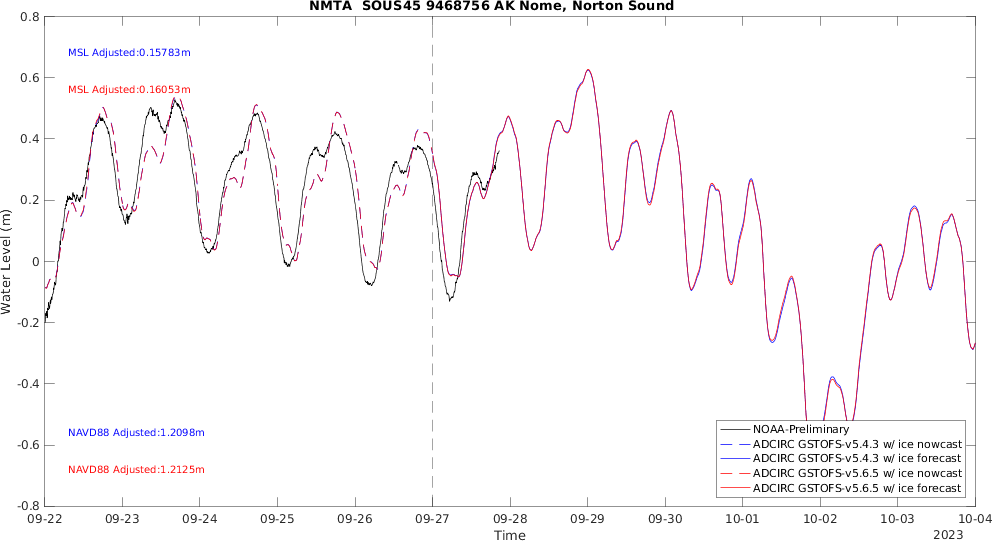 NMTA SOUS45 9468756 AK Nome, Norton Sound
0.8
MSL Adjusted:0.15783m
0.6
MSL Adjusted:0.16053m
0.4
0.2
0
-0.2
-0.4
-0.6
-0.8
Water Level (m)
NAVD88 Adjusted:1.2098m
NAVD88 Adjusted:1.2125m
NOAA-Preliminary
ADCIRC GSTOFS-v5.4.3 w/ ice nowcast
ADCIRC GSTOFS-v5.4.3 w/ ice forecast
ADCIRC GSTOFS-v5.6.5 w/ ice nowcast
ADCIRC GSTOFS-v5.6.5 w/ ice forecast
09-22 09-23 09-24 09-25 09-26 09-27 09-28 09-29 09-30 10-01 10-02 10-03 10-04
Time
2023